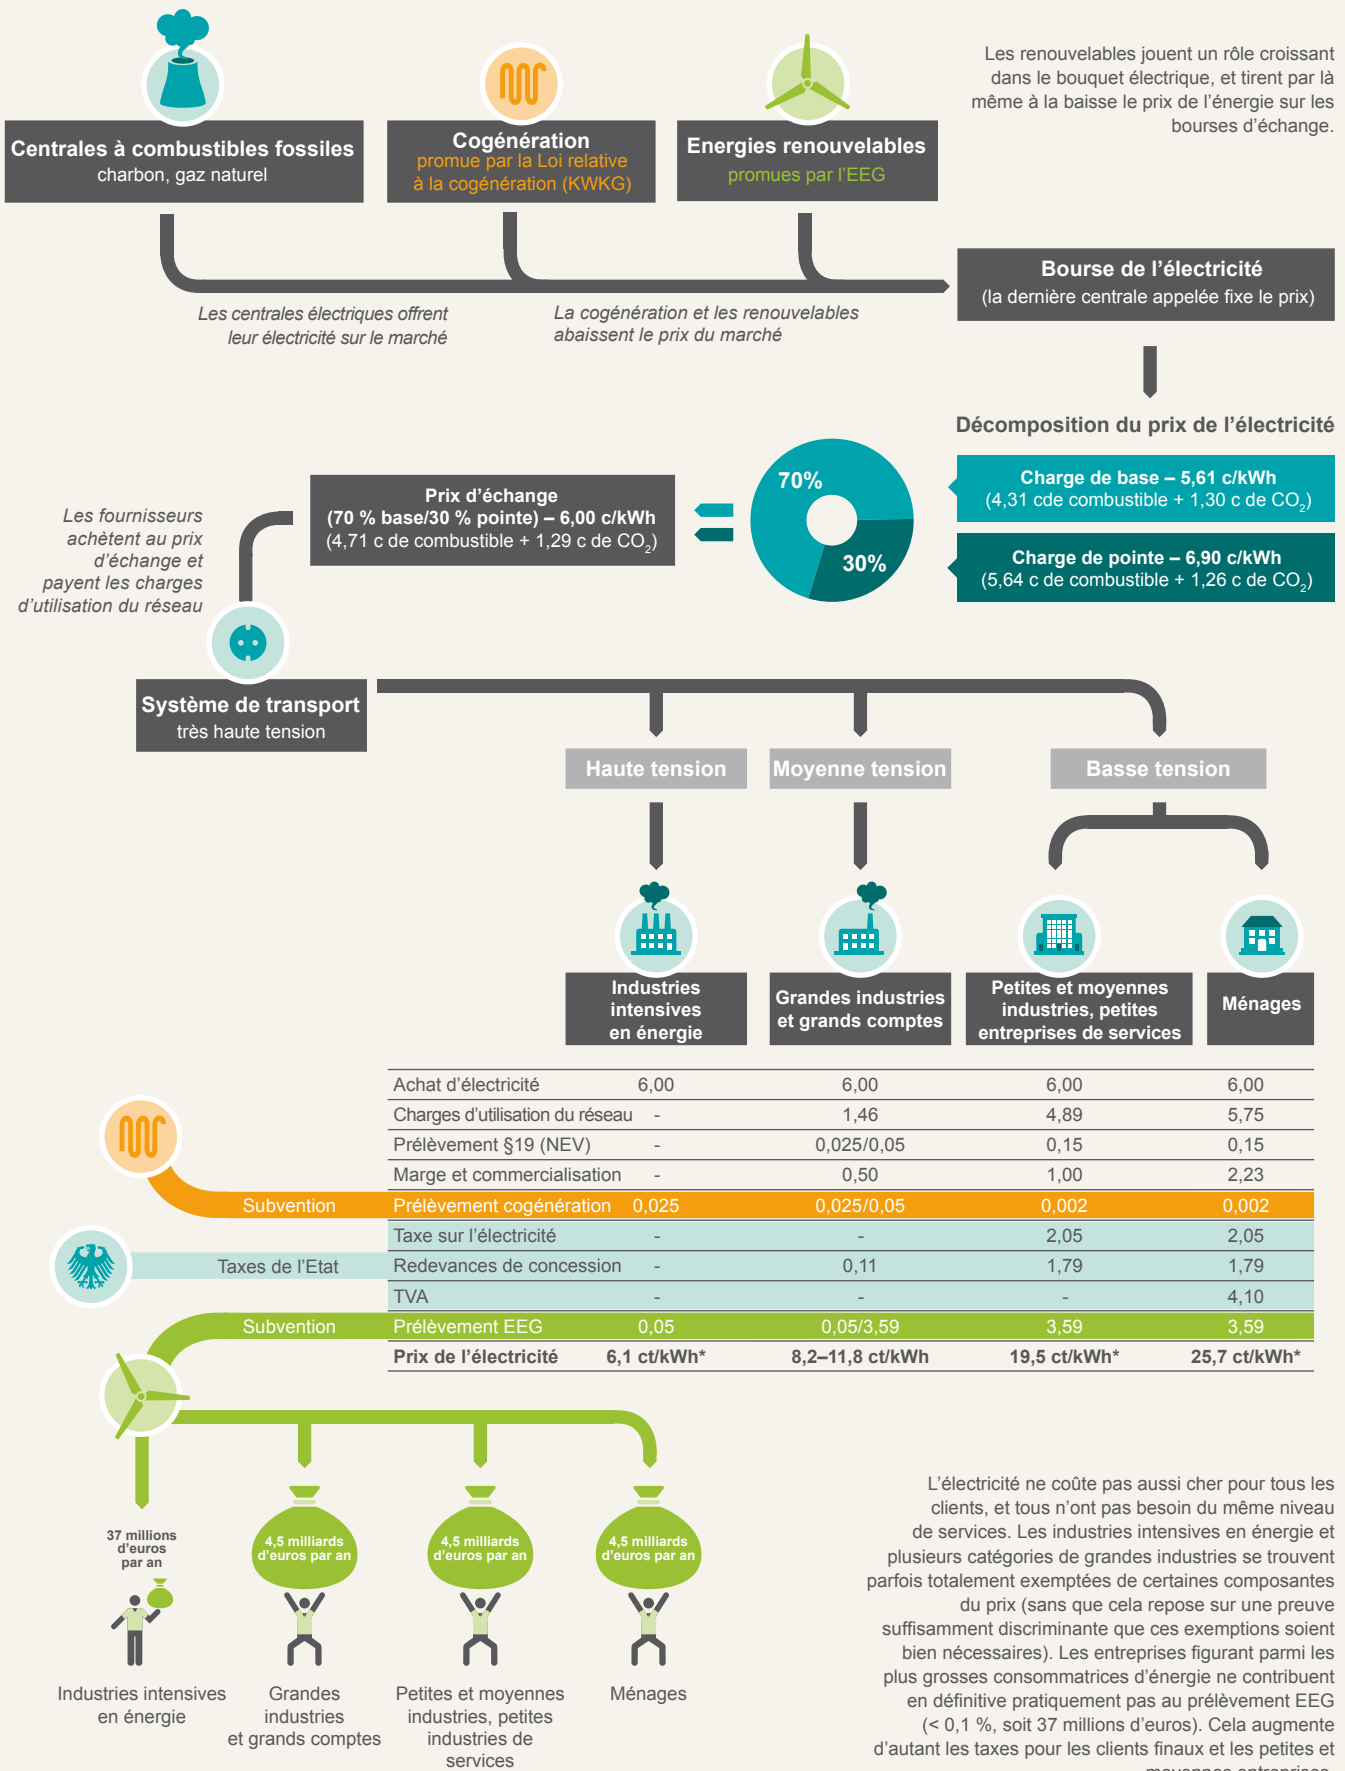 Les renouvelables jouent un rôle croissant
dans le bouquet électrique, et tirent par là
même à la baisse le prix de l'énergie sur les
bourses d'échange.
Centrales à combustibles fossiles
charbon, gaz naturel
Cogénération
promue par la Loi relative
à la cogénération (KWKG)
Energies renouvelables
promues par l'EEG
Bourse de l'électricité
(la dernière centrale appelée fixe le prix)
Les centrales électriques offrent
leur électricité sur le marché
La cogénération et les renouvelables
abaissent le prix du marché
Décomposition du prix de l'électricité
Charge de base – 5,61 c/kWh
(4,31 cde combustible + 1,30 c de CO₂)
Charge de pointe – 6,90 c/kWh
(5,64 c de combustible + 1,26 c de CO₂)
70%
30%
Prix d'échange
(70 % base/30 % pointe) – 6,00 c/kWh
(4,71 c de combustible + 1,29 c de CO₂)
Les fournisseurs
achètent au prix
d'échange et
payent les charges
d'utilisation du réseau
Système de transport
très haute tension
Haute tension
Moyenne tension
Basse tension
Industries
intensives
en énergie
Grandes industries
et grands comptes
Petites et moyennes
industries, petites
entreprises de services
Ménages
Achat d'électricité 6,00 6,00 6,00 6,00
Charges d'utilisation du réseau - 1,46 4,89 5,75
Prélèvement §19 (NEV) - 0,025/0,05 0,15 0,15
Marge et commercialisation - 0,50 1,00 2,23
Subvention Prélèvement cogénération 0,025 0,025/0,05 0,002 0,002
Taxe sur l'électricité - - 2,05 2,05
Taxes de l'Etat Redevances de concession - 0,11 1,79 1,79
TVA - - - 4,10
Subvention Prélèvement EEG 0,05 0,05/3,59 3,59 3,59
Prix de l'électricité 6,1 ct/kWh* 8,2–11,8 ct/kWh 19,5 ct/kWh* 25,7 ct/kWh*
37 millions
d'euros
par an
4,5 milliards
d'euros par an
4,5 milliards
d'euros par an
4,5 milliards
d'euros par an
Industries intensives
en énergie
Grandes
industries
et grands comptes
Petites et moyennes
industries, petites
industries de
services
Ménages
L'électricité ne coûte pas aussi cher pour tous les
clients, et tous n'ont pas besoin du même niveau
de services. Les industries intensives en énergie et
plusieurs catégories de grandes industries se trouvent
parfois totalement exemptées de certaines composantes
du prix (sans que cela repose sur une preuve
suffisamment discriminante que ces exemptions soient
bien nécessaires). Les entreprises figurant parmi les
plus grosses consommatrices d'énergie ne contribuent
en définitive pratiquement pas au prélèvement EEG
(< 0,1 %, soit 37 millions d'euros). Cela augmente
d'autant les taxes pour les clients finaux et les petites et
moyennes entreprises.